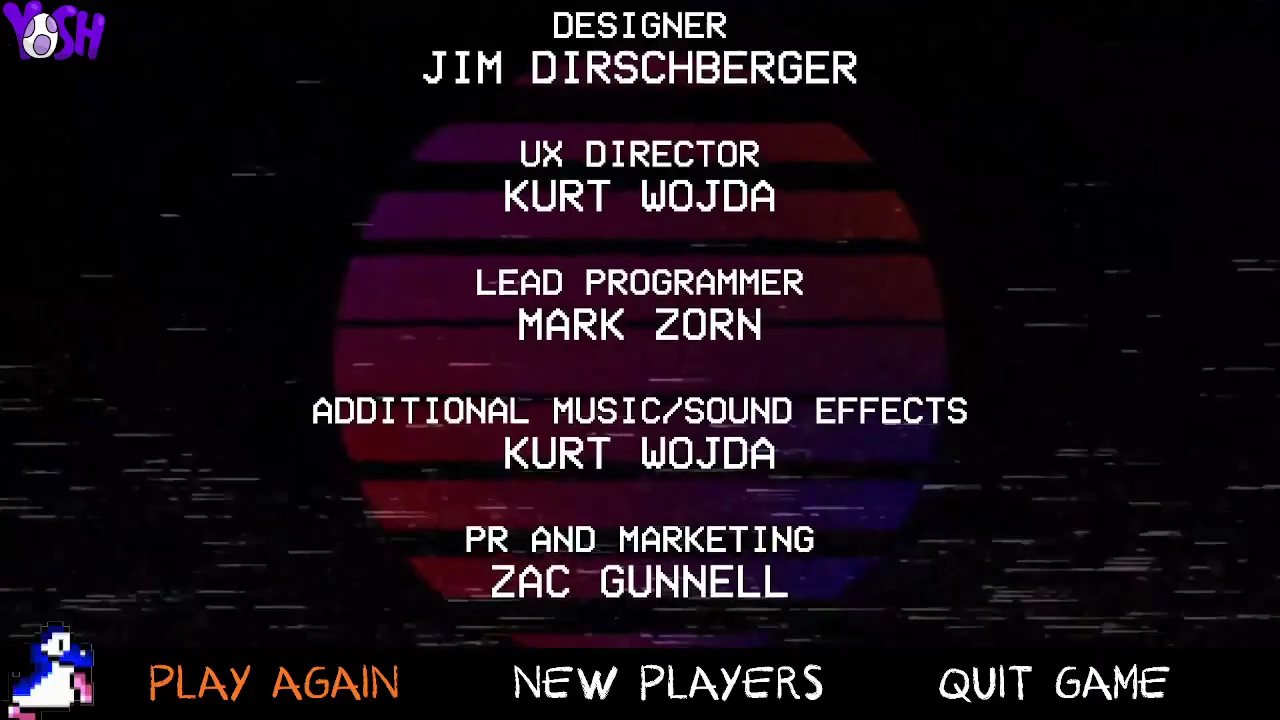 YOSH
DESIGNER
JIM DIRSCHBERGER
UX DIRECTOR
KURT WOJDA
LEAD PROGRAMMER
MARK ZORN
ADDITIONAL MUSIC/SOUND EFFECTS
KURT WOJDA
PR AND MARKETING
ZAC GUNNELL
PLAY AGAIN
NEW PLAYERS
QUIT GAME